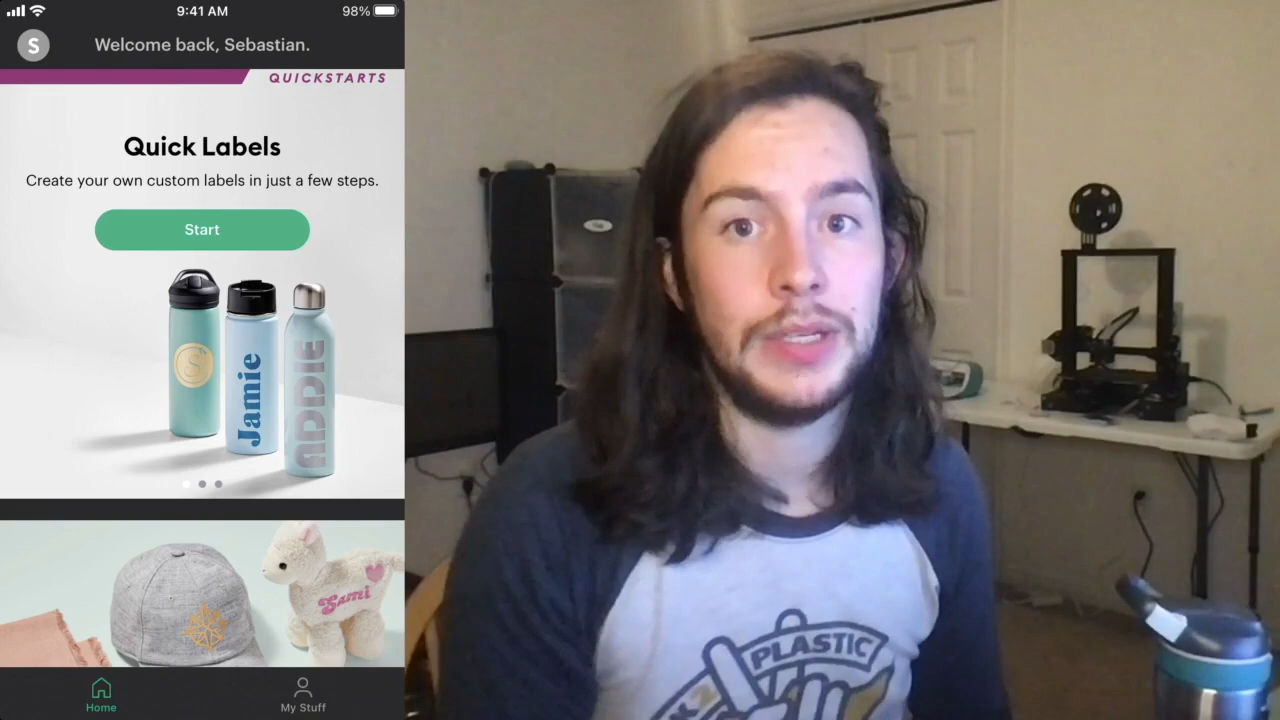 9:41 AM
98%
S
Welcome back, Sebastian.
QUICKSTARTS
Quick Labels
Create your own custom labels in just a few steps.
Start
S
Jamie
ADDIE
Sami
Home
My Stuff
PLASTIC